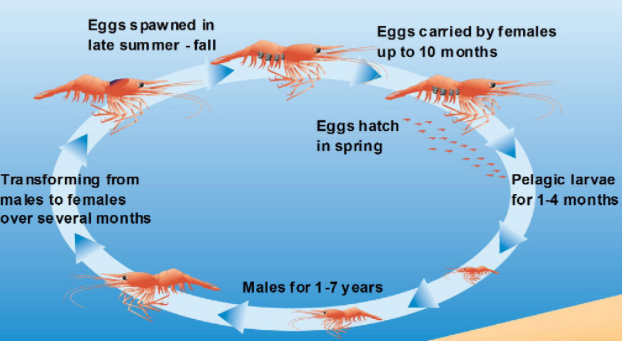 Eggs spawned in
late summer - fall
Eggs carried by females
up to 10 months
Eggs hatch
in spring
Pelagic larvae
for 1-4 months
Males for 1-7 years
Transforming from
males to females
over several months